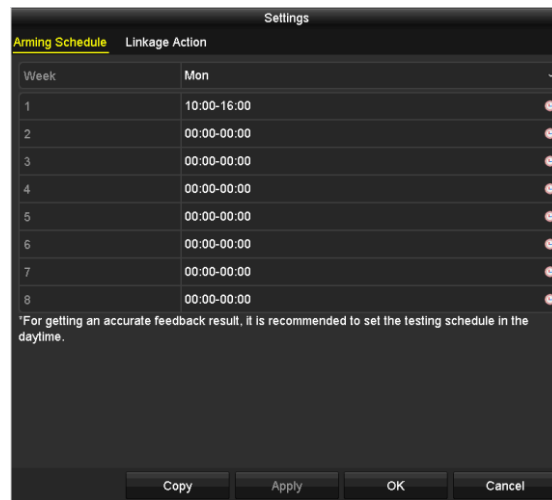 Settings
Arming Schedule Linkage Action
Week Mon
1 10:00-16:00
2 00:00-00:00
3 00:00-00:00
4 00:00-00:00
5 00:00-00:00
6 00:00-00:00
7 00:00-00:00
8 00:00-00:00
*For getting an accurate feedback result, it is recommended to set the testing schedule in the
daytime.
Copy Apply OK Cancel